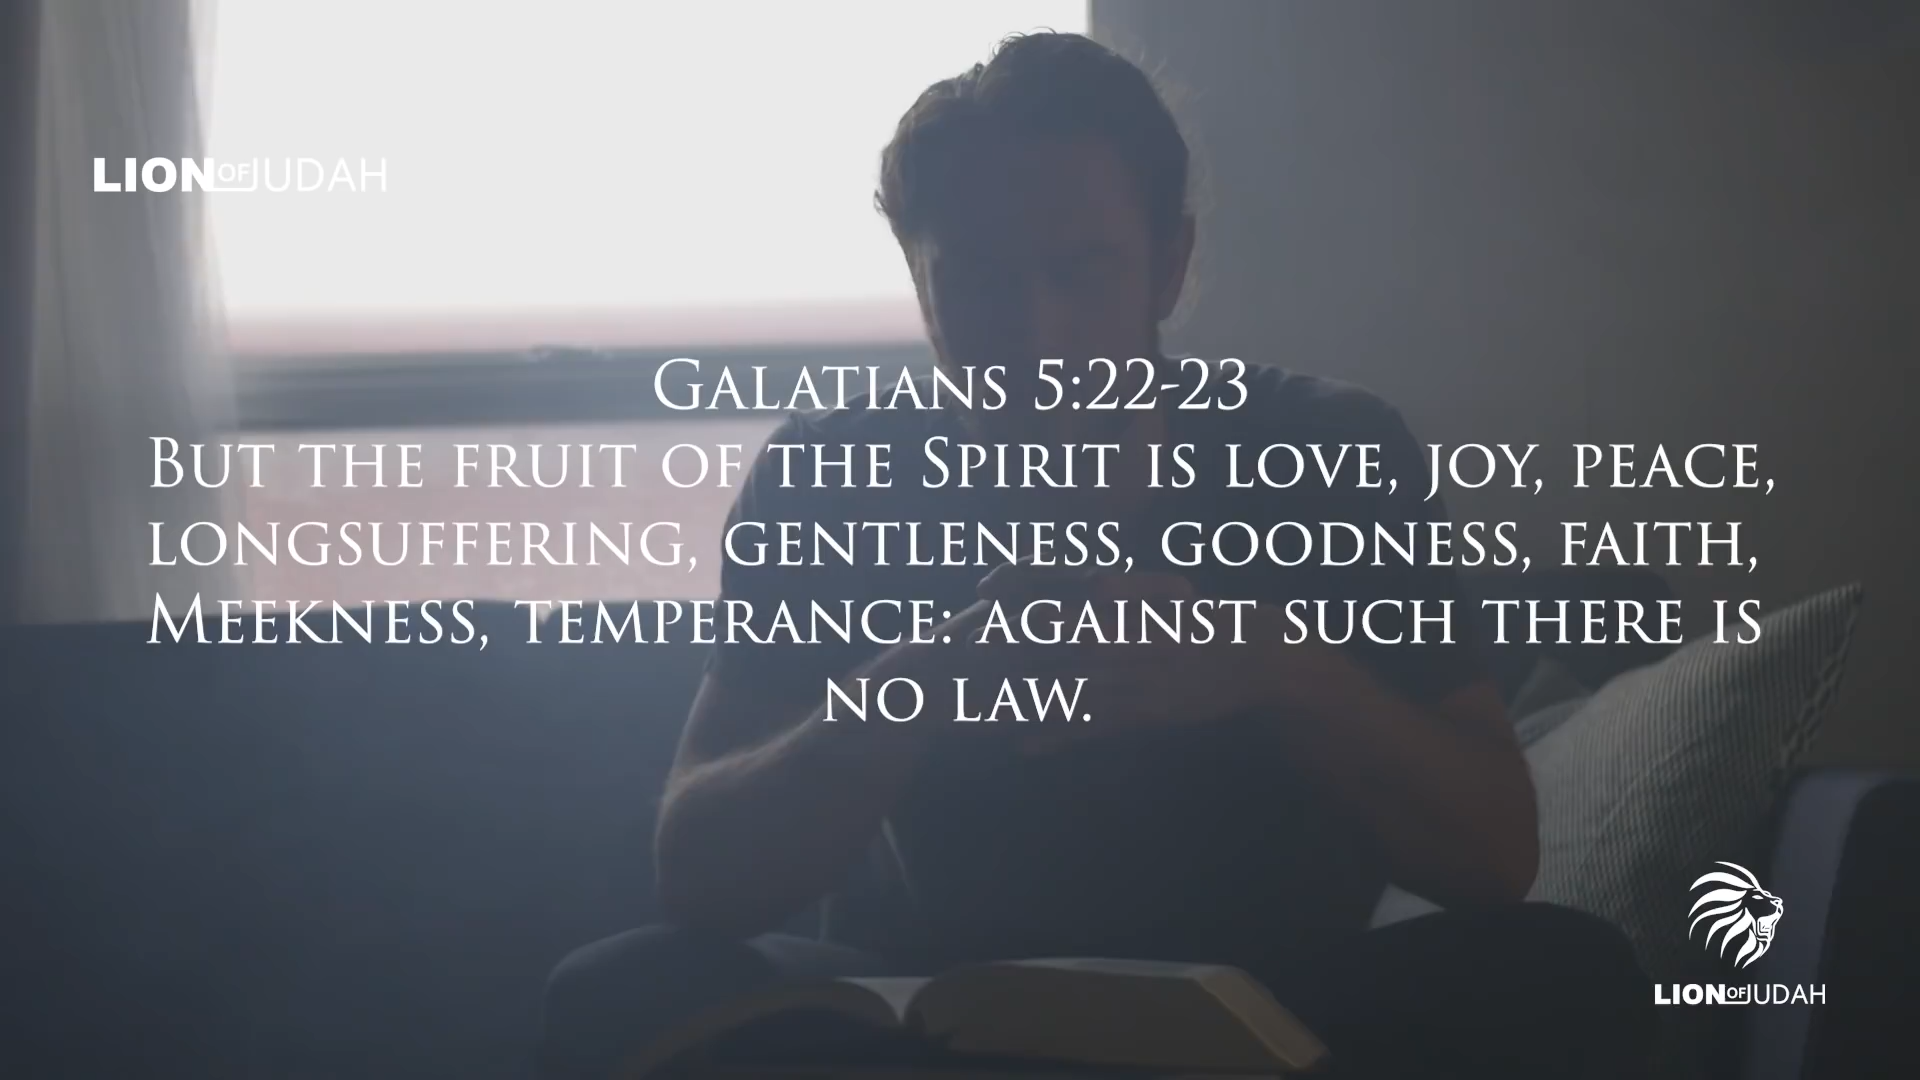 LION OF JUDAH
Galatians 5:22-23
But the fruit of the Spirit is love, joy, peace,
longsuffering, gentleness, goodness, faith,
Meekness, temperance: against such there is
no law.
LION OF JUDAH